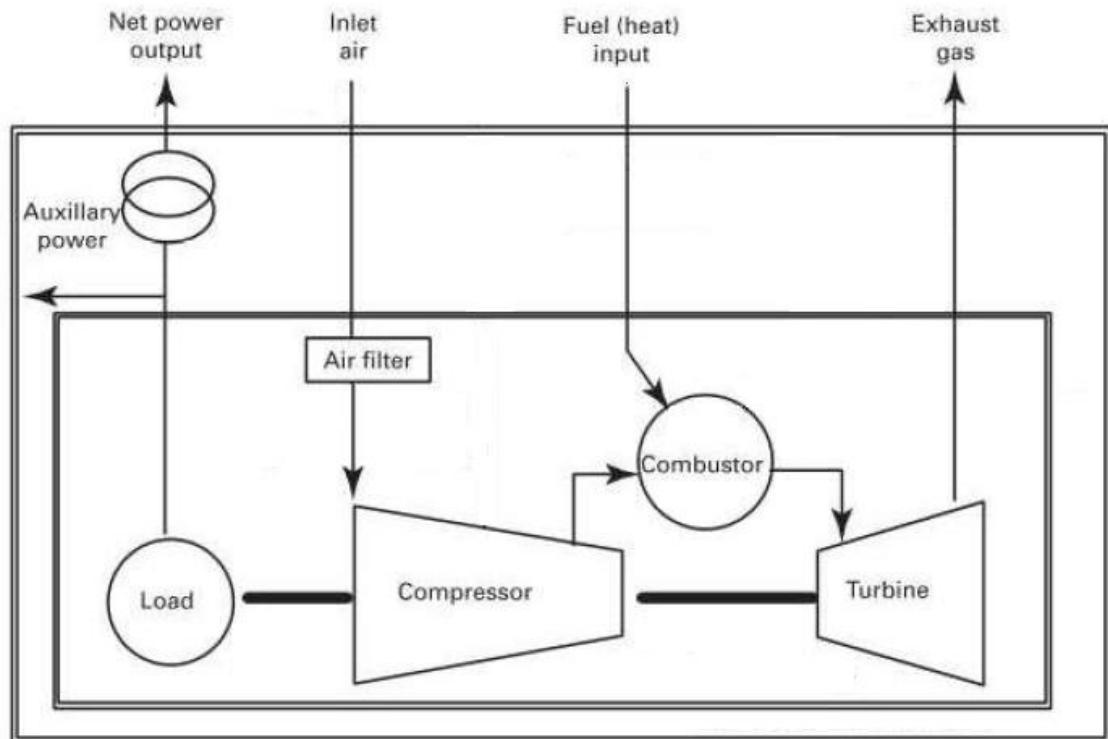 Net power
output
Inlet
air
Fuel (heat)
input
Exhaust
gas
Auxillary
power
Air filter
Combustor
Load
Compressor
Turbine